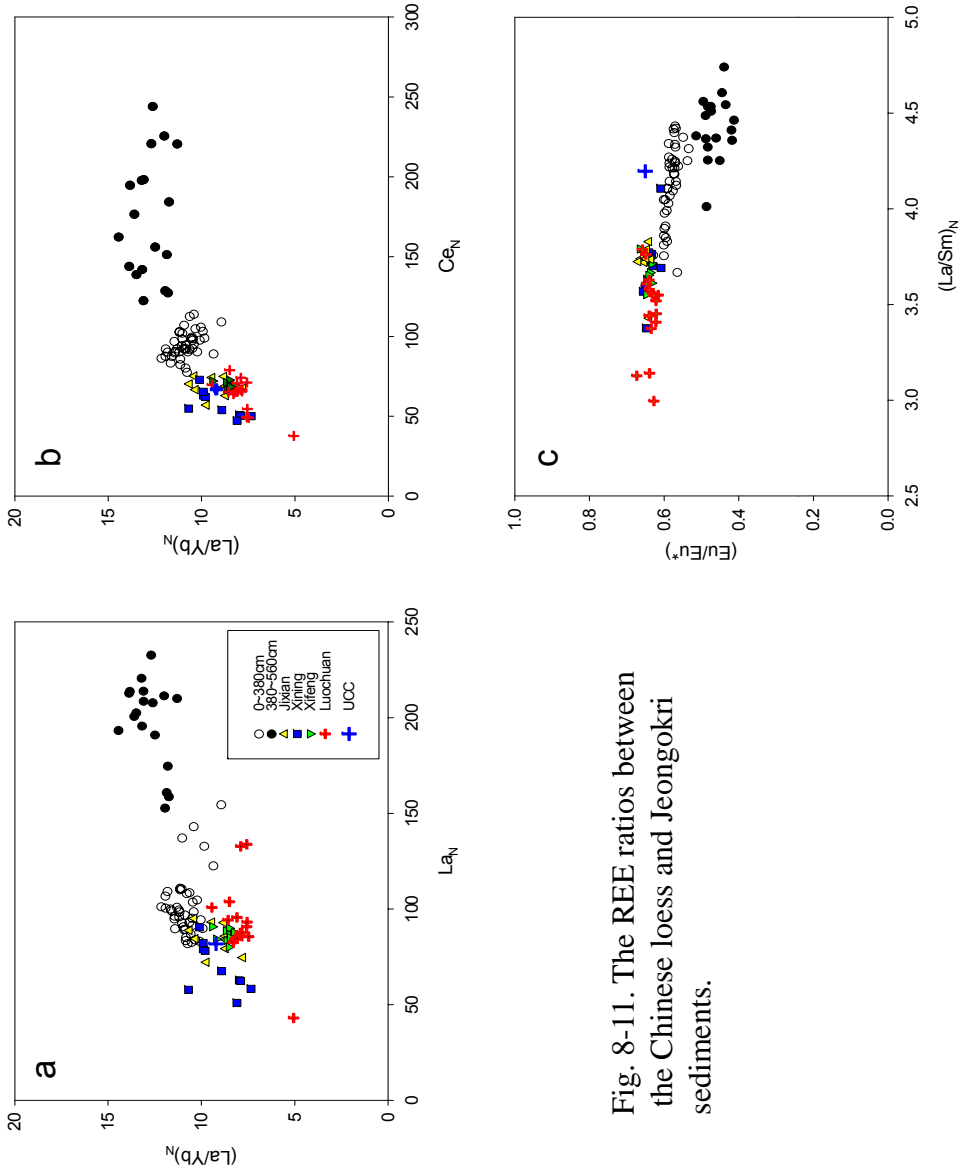 a
20
15
10
5
0
50
100
150
200
250
(La/Yb)N
LaN
0~380cm
380~560cm
Jixian
Xining
Xifeng
Luochuan
UCC
b
20
15
10
5
0
50
100
150
200
250
300
(La/Yb)N
CeN
c
1.0
0.8
0.6
0.4
0.2
0.0
2.5
3.0
3.5
4.0
4.5
5.0
(Eu/Eu*)
(La/Sm)N
Fig. 8-11. The REE ratios between
the Chinese loess and Jeongokri
sediments.